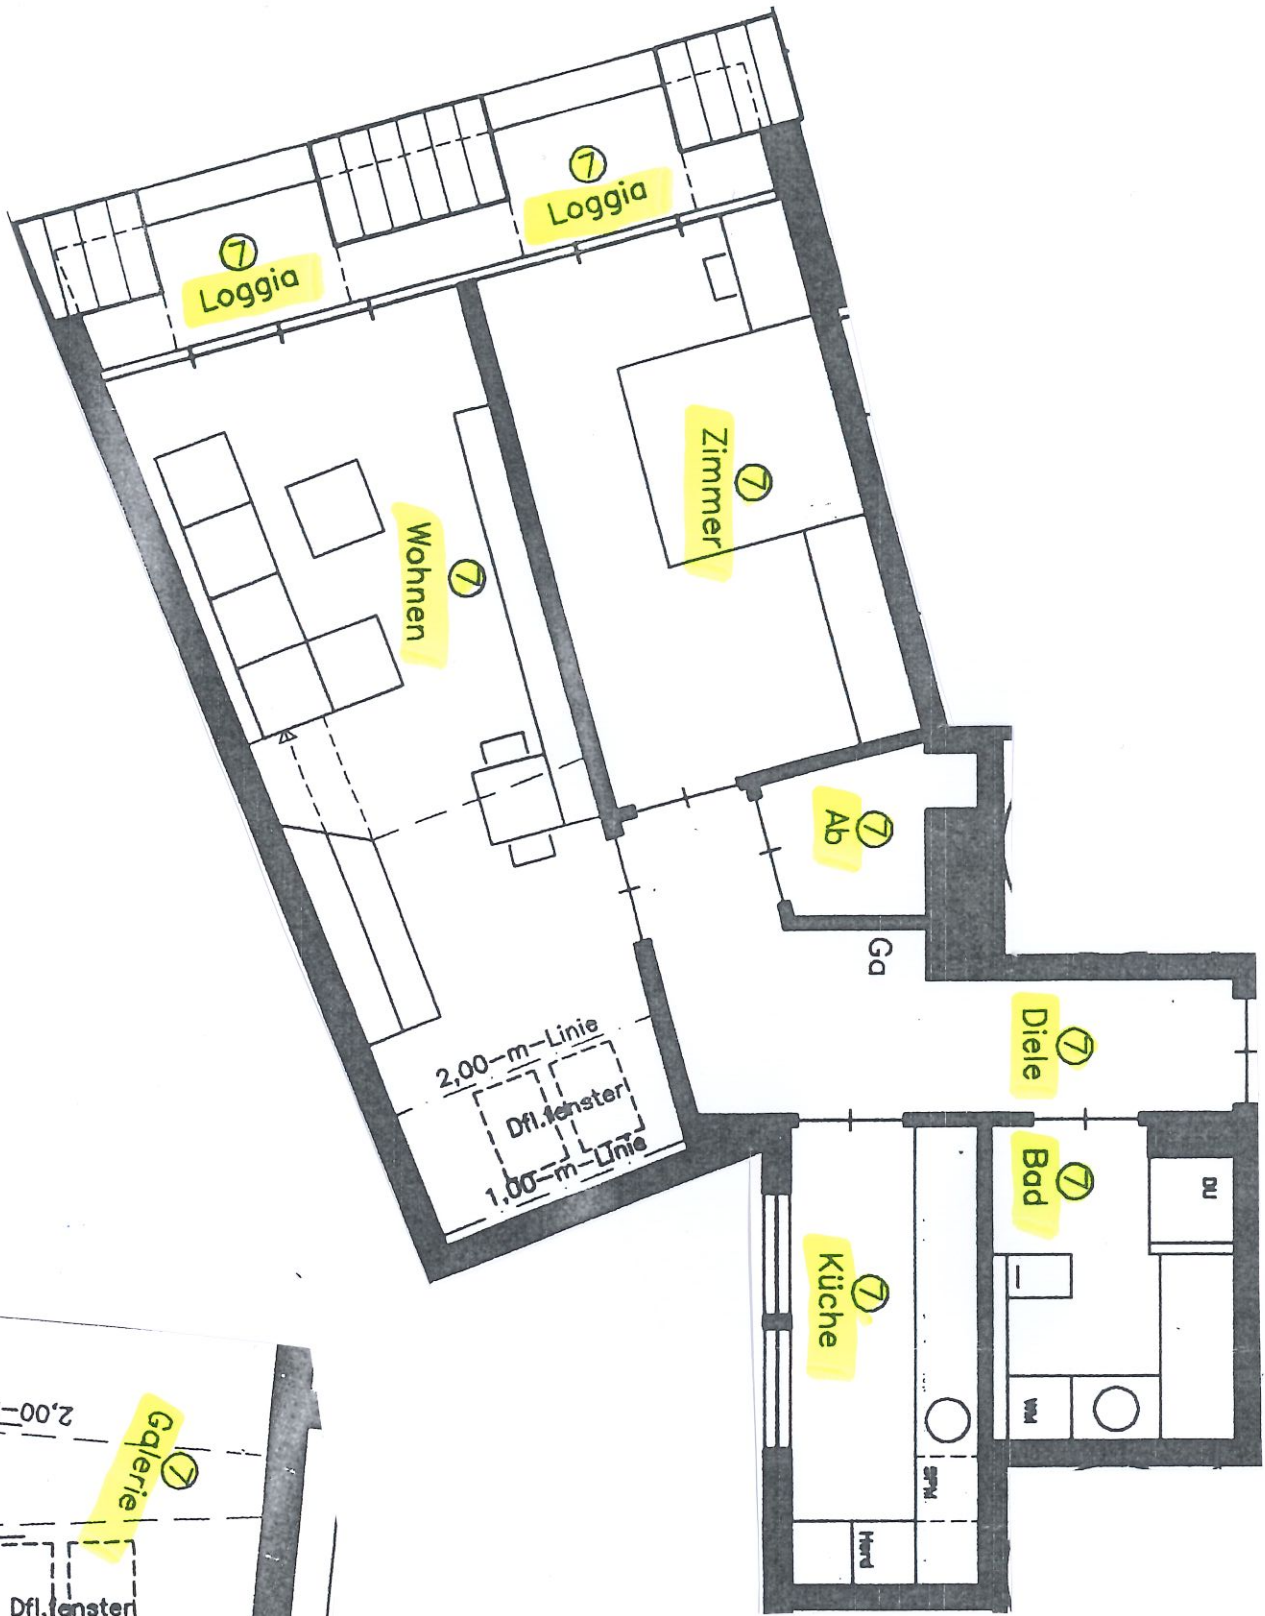 7
Loggia
7
Loggia
7
Zimmer
7
Wohnen
7
Ab
Ga
7
Diele
2,00-m-Linie
Dfl.fenster
1,00-m-Linie
7
Bad
DU
7
Küche
WM
SPM
Herd
2,00-
7
Galerie
Dfl.fenster